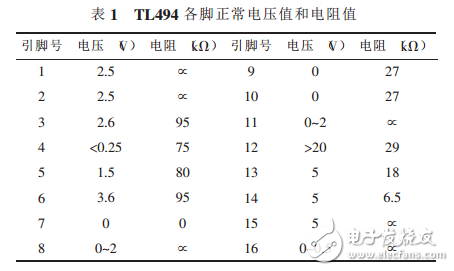 表 1 TL494 各脚正常电压值和电阻值
引脚号 电压 (V) 电阻 (kΩ) 引脚号 电压 (V) 电阻 (kΩ)
1 2.5 ∝ 9 0 27
2 2.5 ∝ 10 0 27
3 2.6 95 11 0~2 ∝
4 <0.25 75 12 >20 29
5 1.5 80 13 5 18
6 3.6 95 14 5 6.5
7 0 0 15 5 ∝
8 0~2 ∝ 16 ∝
电子发烧友
www.elecfans.com